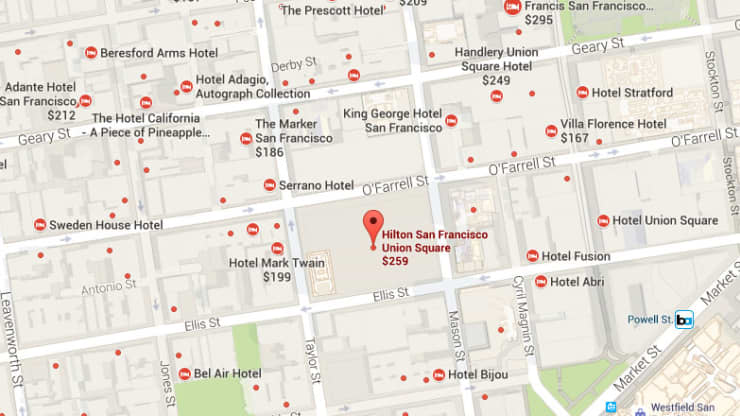 The Prescott Hotel
$209
Francis San Francisco...
$295
Geary St
Beresford Arms Hotel
Derby St
Handlery Union
Square Hotel
$249
Stockton St
Adante Hotel
San Francisco
$212
Hotel Adagio,
Autograph Collection
Hotel Stratford
The Hotel California
- A Piece of Pineapple...
Geary St
The Marker
San Francisco
$186
King George Hotel
San Francisco
Villa Florence Hotel
$167
O'Farrell St
el
Serrano Hotel
O'Farrell St
Stockton St
Sweden House Hotel
Hilton San Francisco
Union Square
$259
Hotel Union Square
Hotel Mark Twain
$199
Hotel Fusion
Antonio St
Hotel Abri
Ellis St
Leavenworth St
Ellis St
Jones St
Taylor St
Mason St
Cyril Magnin St
Powell St.
ba
Market St
Market St
Bel Air Hotel
Hotel Bijou
Westfield San